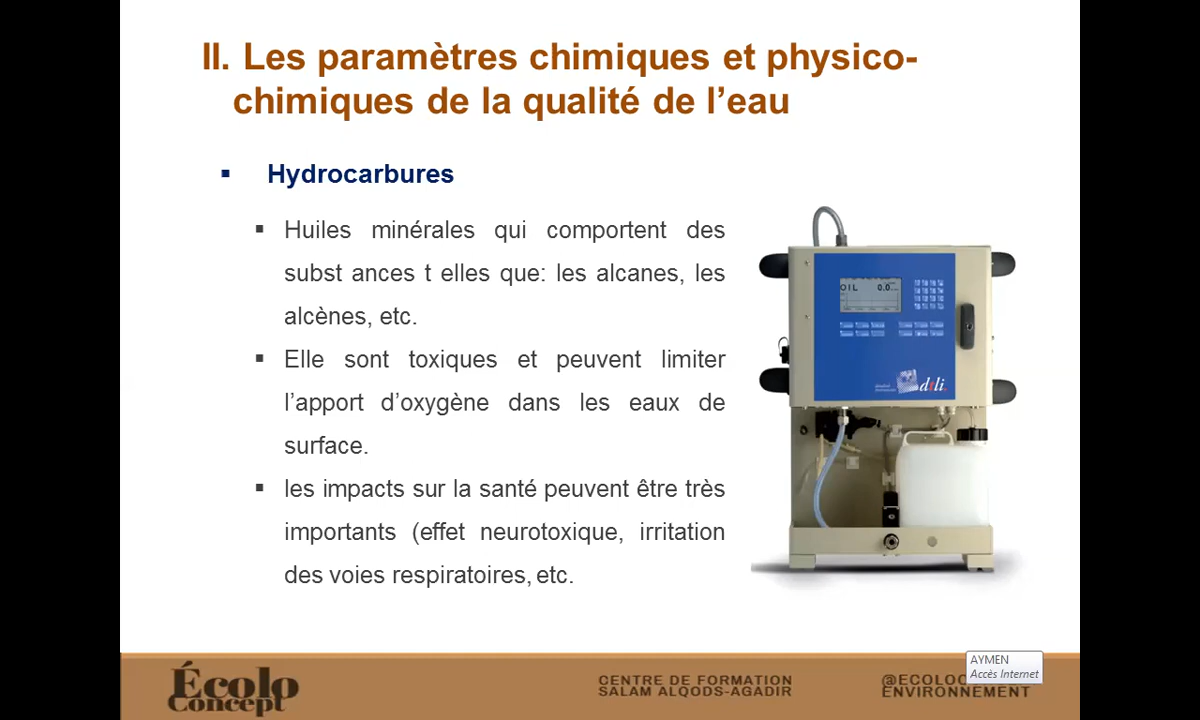 II. Les paramètres chimiques et physico-
chimiques de la qualité de l’eau
▪ Hydrocarbures
▪ Huiles minérales qui comportent des
subst ances t elles que: les alcanes, les
alcènes, etc.
▪ Elle sont toxiques et peuvent limiter
l’apport d’oxygène dans les eaux de
surface.
▪ les impacts sur la santé peuvent être très
importants (effet neurotoxique, irritation
des voies respiratoires, etc.
OIL 0.0
Écolo
Concept
CENTRE DE FORMATION
SALAM ALQODS-AGADIR
ENVIRONNEMENT
AYMEN
Accès Internet